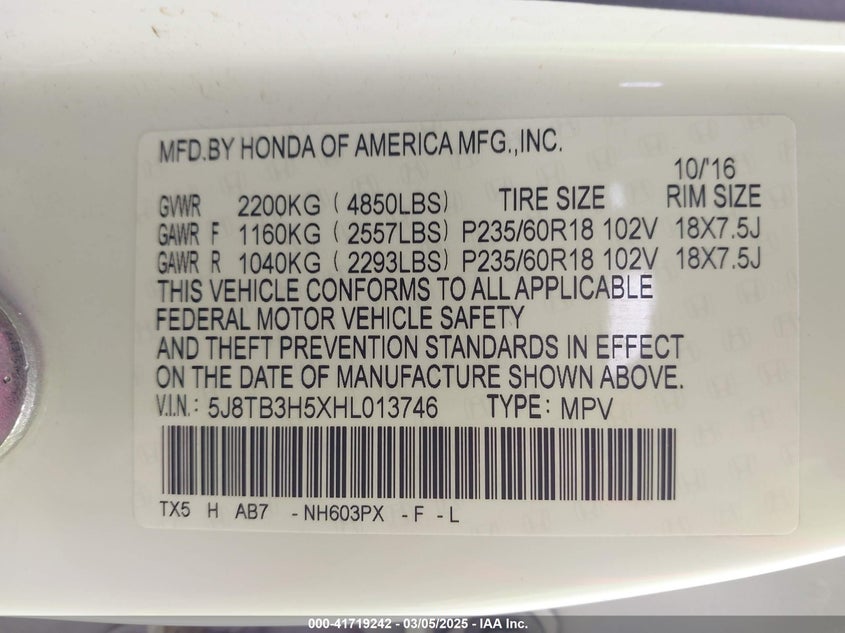 MFD.BY HONDA OF AMERICA MFG.,INC.
10/'16
GVWR 2200KG ( 4850LBS) TIRE SIZE RIM SIZE
GAWR F 1160KG ( 2557LBS) P235/60R18 102V 18X7.5J
GAWR R 1040KG ( 2293LBS) P235/60R18 102V 18X7.5J
THIS VEHICLE CONFORMS TO ALL APPLICABLE
FEDERAL MOTOR VEHICLE SAFETY
AND THEFT PREVENTION STANDARDS IN EFFECT
ON THE DATE OF MANUFACTURE SHOWN ABOVE.
V.I.N.: 5J8TB3H5XHL013746 TYPE: MPV
TX5 H AB7 -NH603PX -F -L
000-41719242 — 03/05/2025 — IAA Inc.